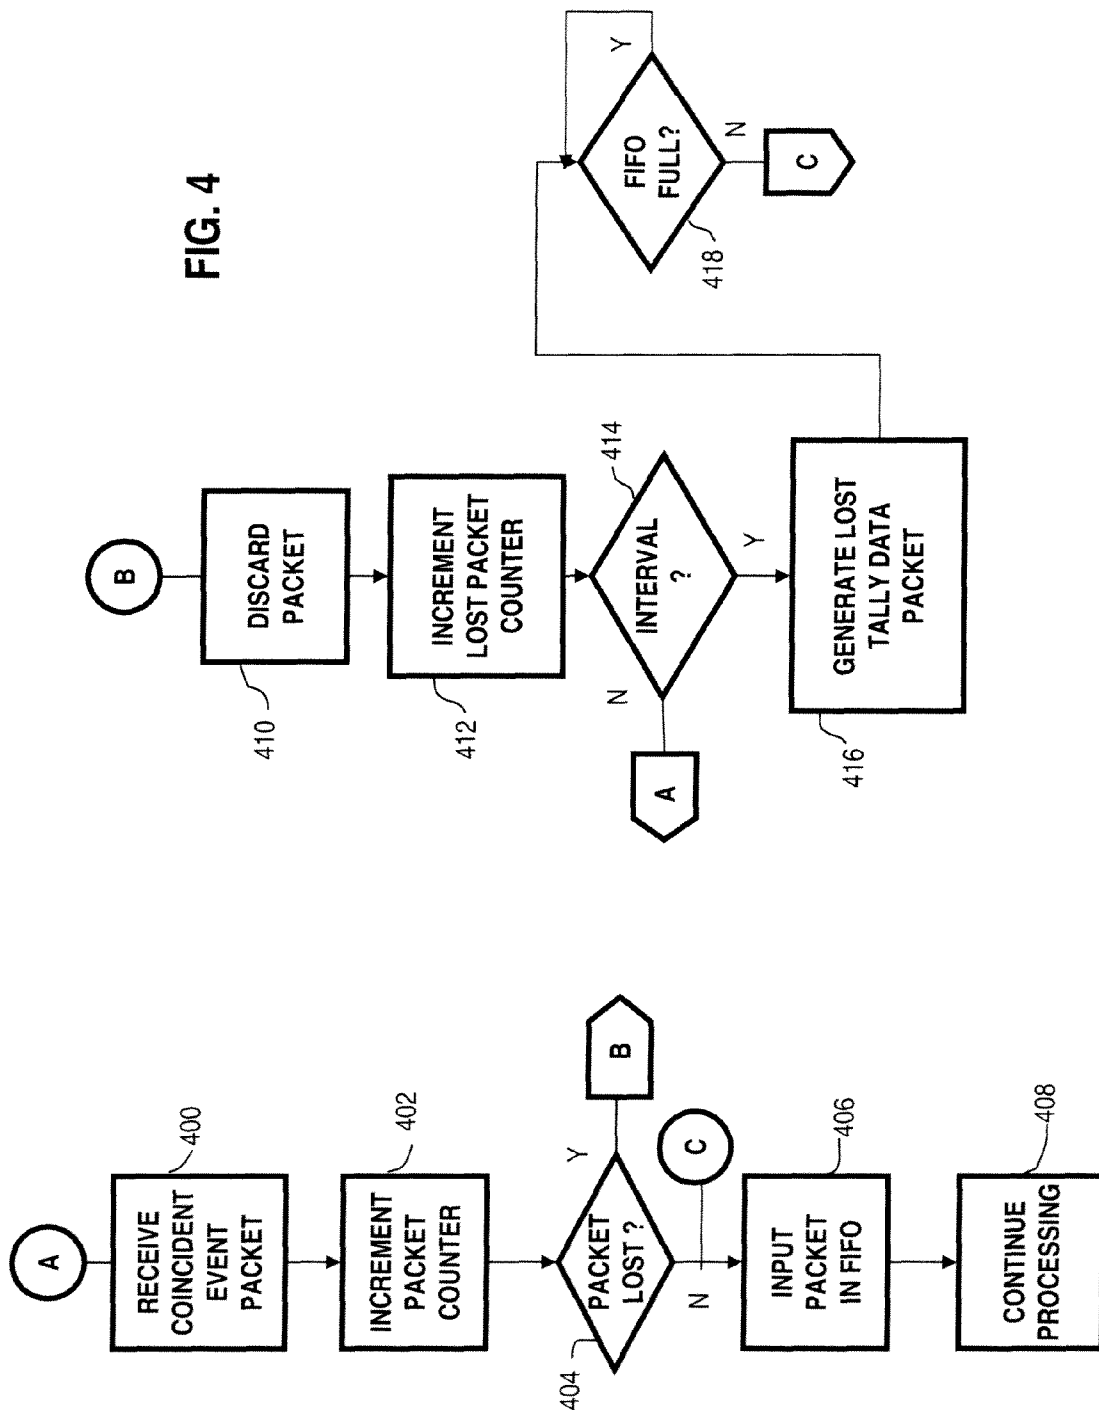 FIG. 4
A
400
RECEIVE
COINCIDENT
EVENT
PACKET
402
INCREMENT
PACKET
COUNTER
404
PACKET
LOST ?
Y
B
N
C
406
INPUT
PACKET
IN FIFO
408
CONTINUE
PROCESSING
B
410
DISCARD
PACKET
412
INCREMENT
LOST PACKET
COUNTER
414
INTERVAL
?
N
A
Y
416
GENERATE LOST
TALLY DATA
PACKET
418
FIFO
FULL?
Y
N
C